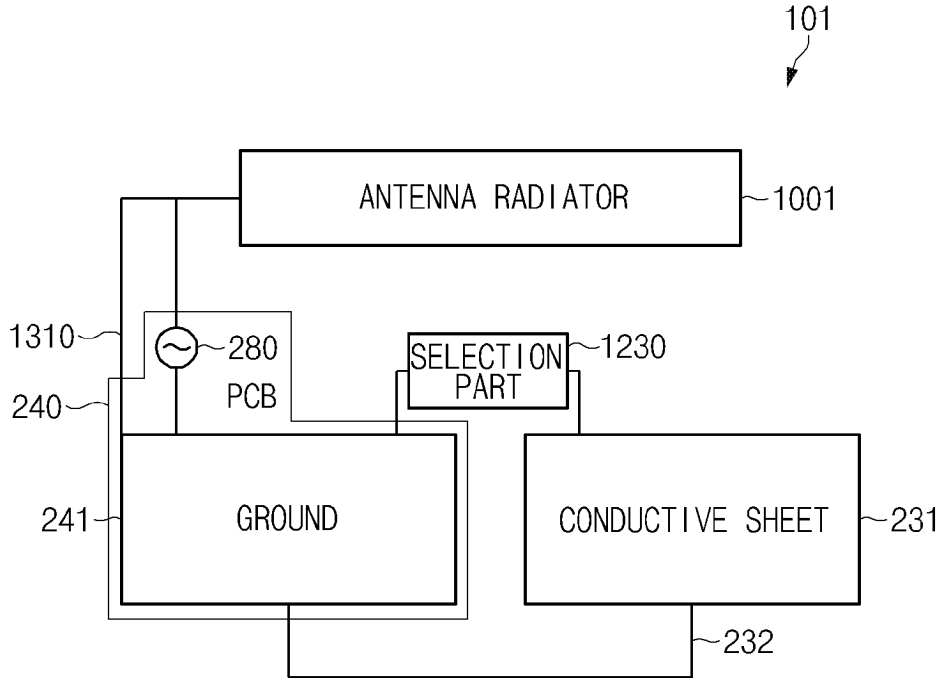 101
ANTENNA RADIATOR
1001
1310
280
SELECTION
PART
1230
240
PCB
241
GROUND
CONDUCTIVE SHEET
231
232